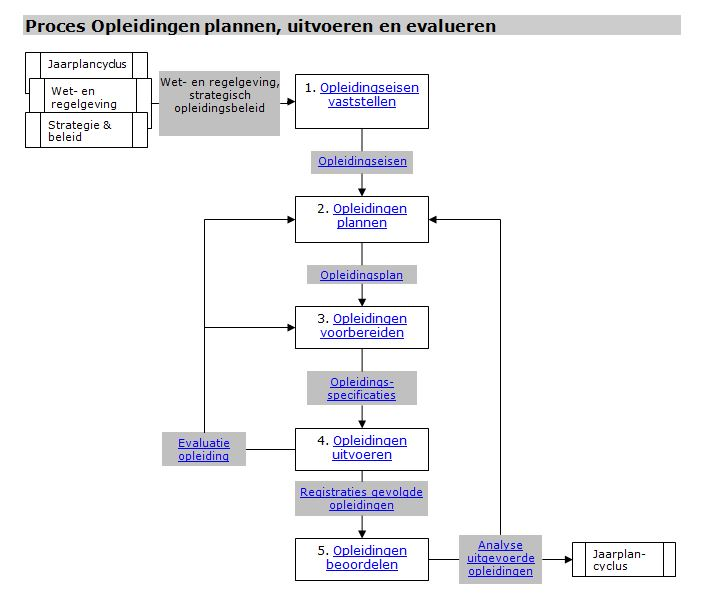 Proces Opleidingen plannen, uitvoeren en evalueren
Jaarplancyclus
Wet- en
regelgeving
Strategie &
beleid
Wet- en regelgeving,
strategisch
opleidingsbeleid
1. Opleidingseisen
vaststellen
Opleidingseisen
2. Opleidingen
plannen
Opleidingsplan
3. Opleidingen
voorbereiden
Opleidings-
specificaties
4. Opleidingen
uitvoeren
Evaluatie
opleiding
Registraties gevolgde
opleidingen
5. Opleidingen
beoordelen
Analyse
uitgevoerde
opleidingen
Jaarplan-
cyclus